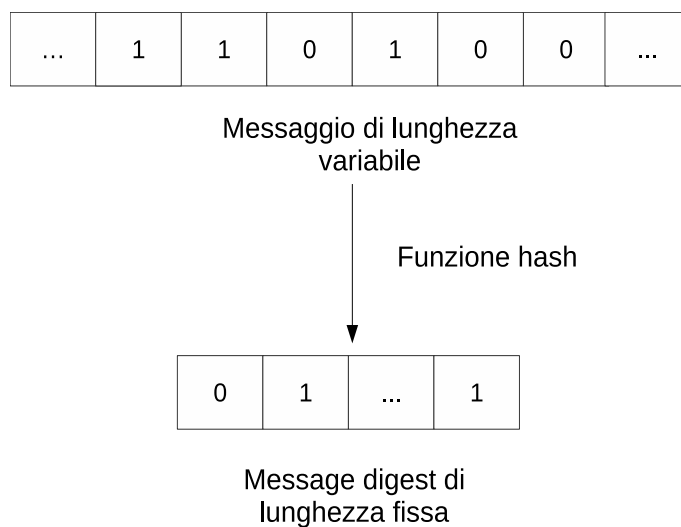 ... 1 1 0 1 0 0 ...
Messaggio di lunghezza
variabile
Funzione hash
0 1 ... 1
Message digest di
lunghezza fissa